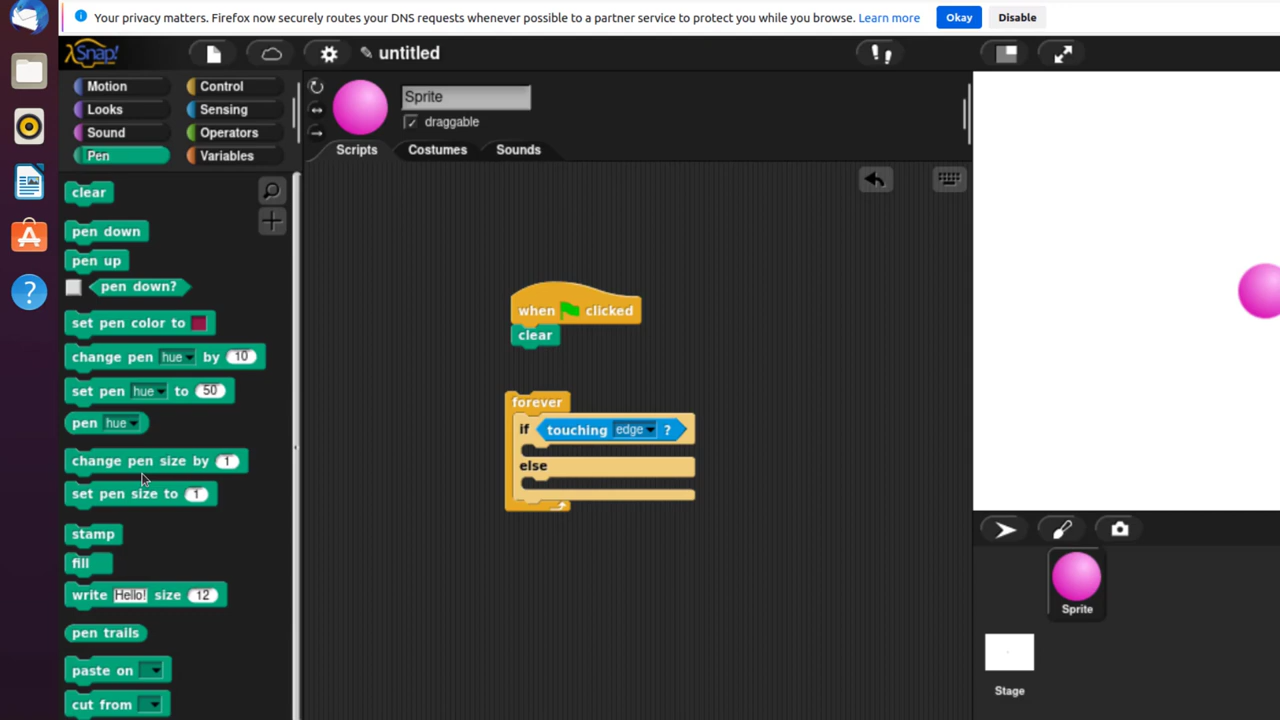 Your privacy matters. Firefox now securely routes your DNS requests whenever possible to a partner service to protect you while you browse. Learn more Okay Disable
Snap! untitled
Motion Control
Looks Sensing
Sound Operators
Pen Variables
Sprite
draggable
Scripts Costumes Sounds
clear
pen down
pen up
pen down?
set pen color to
change pen hue by 10
set pen hue to 50
pen hue
change pen size by 1
set pen size to 1
stamp
fill
write Hello! size 12
pen trails
paste on
cut from
when clicked
clear
forever
if touching edge ?
else
Sprite
Stage
?